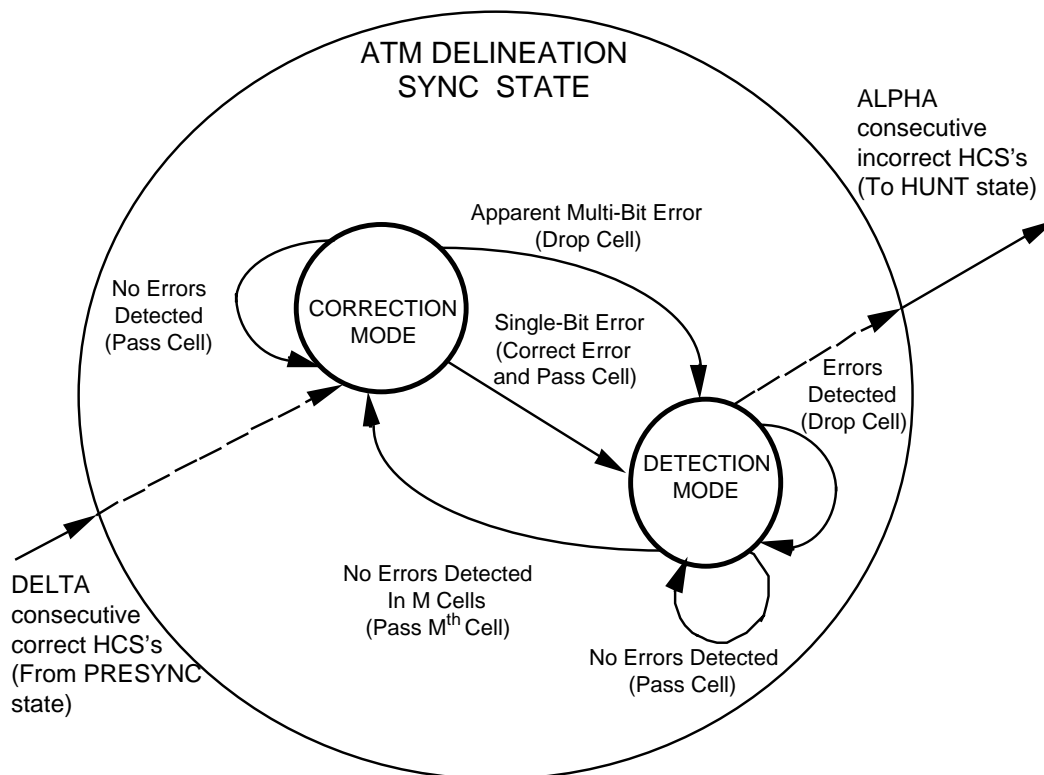 ATM DELINEATION
SYNC STATE
ALPHA
consecutive
incorrect HCS's
(To HUNT state)
Apparent Multi-Bit Error
(Drop Cell)
No Errors
Detected
(Pass Cell)
CORRECTION
MODE
Single-Bit Error
(Correct Error
and Pass Cell)
Errors
Detected
(Drop Cell)
DETECTION
MODE
No Errors Detected
In M Cells
(Pass Mth Cell)
DELTA
consecutive
correct HCS's
(From PRESYNC
state)
No Errors Detected
(Pass Cell)